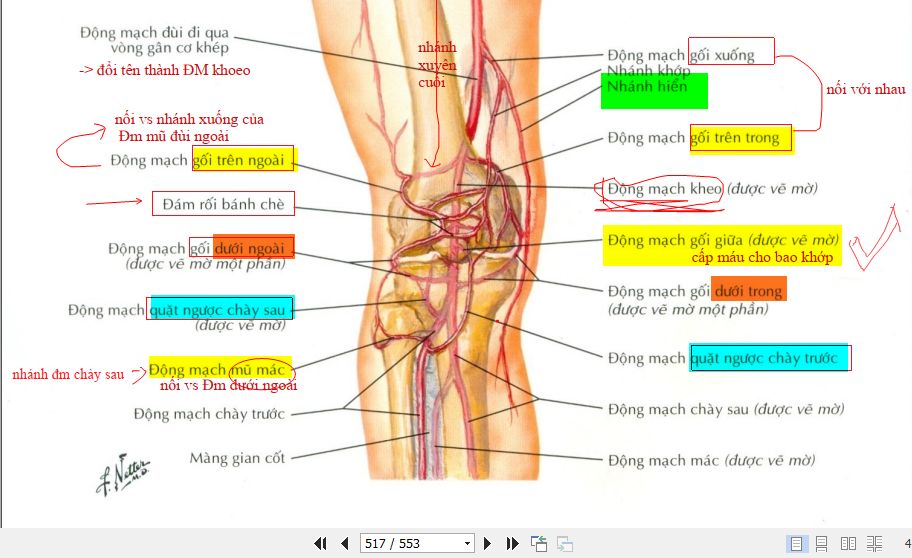 Động mạch đùi đi qua
vòng gân cơ khép
-> đổi tên thành ĐM khoeo
nối vs nhánh xuống của
Đm mũ đùi ngoài
Động mạch gối trên ngoài
Đám rối bánh chè
Động mạch gối dưới ngoài
(được vẽ mờ một phần)
Động mạch quặt ngược chày sau
(được vẽ mờ)
nhánh đm chày sau
Động mạch mũ mác
nối vs Đm dưới ngoài
Động mạch chày trước
Màng gian cốt
F. Netter
M.D.
nhánh
xuyên
cuối
Động mạch gối xuống
Nhánh khớp
Nhánh hiển
nối với nhau
Động mạch gối trên trong
Động mạch kheo (được vẽ mờ)
Động mạch gối giữa (được vẽ mờ)
cấp máu cho bao khớp
Động mạch gối dưới trong
(được vẽ mờ một phần)
Động mạch quặt ngược chày trước
Động mạch chày sau (được vẽ mờ)
Động mạch mác (được vẽ mờ)
517 / 553
4